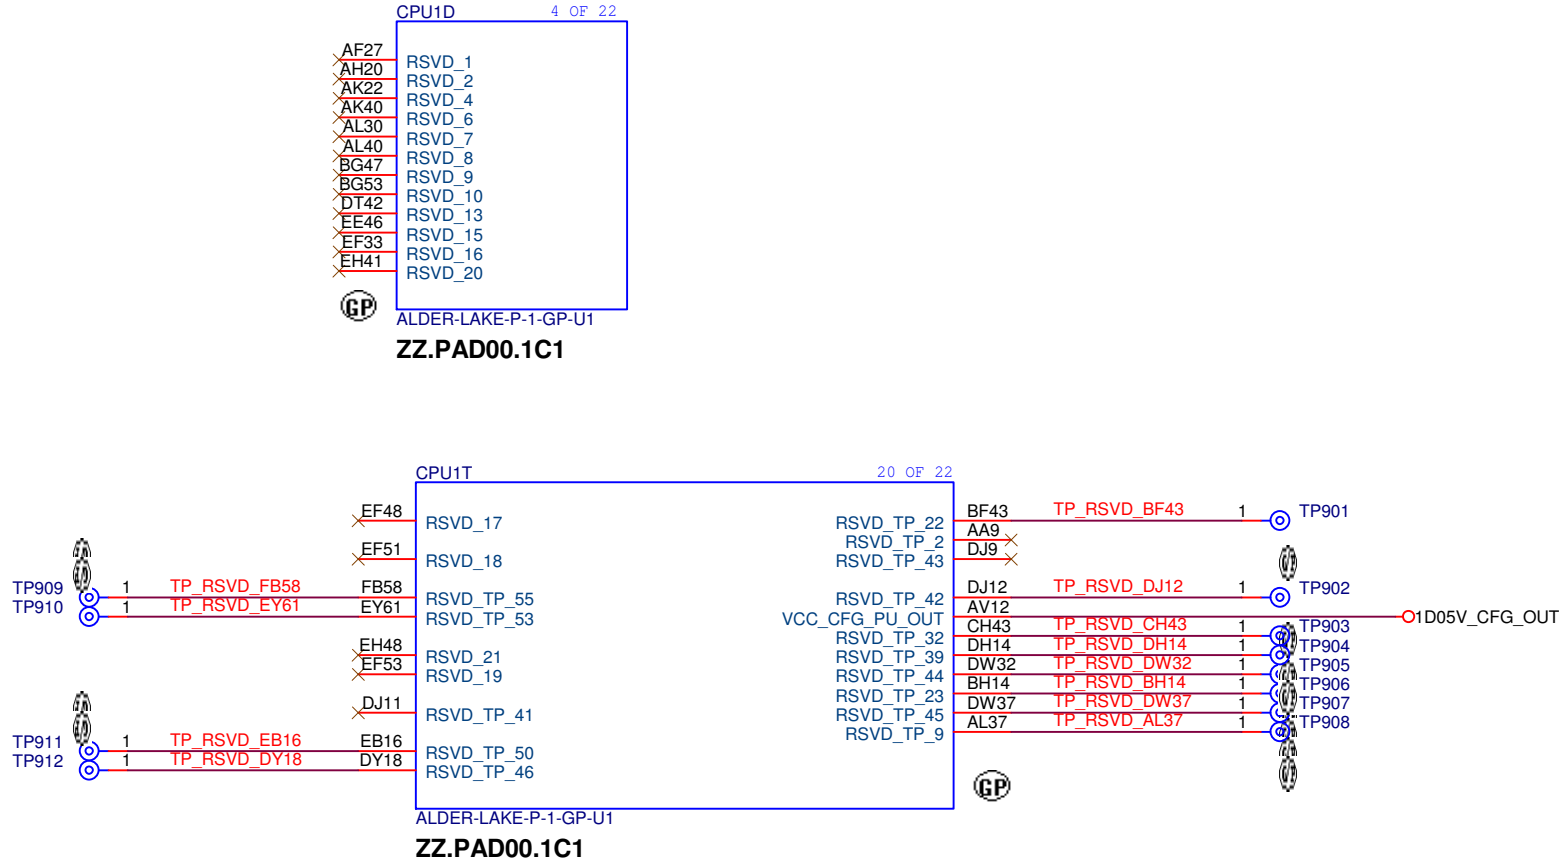 CPU1D 4 OF 22
AF27 RSVD_1
AH20 RSVD_2
AK22 RSVD_4
AK40 RSVD_6
AL30 RSVD_7
AL40 RSVD_8
BG47 RSVD_9
BG53 RSVD_10
DT42 RSVD_13
EE46 RSVD_15
EF33 RSVD_16
EH41 RSVD_20
GP
ALDER-LAKE-P-1-GP-U1
ZZ.PAD00.1C1
CPU1T 20 OF 22
EF48 RSVD_17
EF51 RSVD_18
TP909 1 TP_RSVD_FB58 FB58 RSVD_TP_55
TP910 1 TP_RSVD_EY61 EY61 RSVD_TP_53
EH48 RSVD_21
EF53 RSVD_19
DJ11 RSVD_TP_41
TP911 1 TP_RSVD_EB16 EB16 RSVD_TP_50
TP912 1 TP_RSVD_DY18 DY18 RSVD_TP_46
RSVD_TP_22 BF43 TP_RSVD_BF43 1 TP901
RSVD_TP_2 AA9
RSVD_TP_43 DJ9
RSVD_TP_42 DJ12 TP_RSVD_DJ12 1 TP902
VCC_CFG_PU_OUT AV12 1D05V_CFG_OUT
RSVD_TP_32 CH43 TP_RSVD_CH43 1 TP903
RSVD_TP_39 DH14 TP_RSVD_DH14 1 TP904
RSVD_TP_44 DW32 TP_RSVD_DW32 1 TP905
RSVD_TP_23 BH14 TP_RSVD_BH14 1 TP906
RSVD_TP_45 DW37 TP_RSVD_DW37 1 TP907
RSVD_TP_9 AL37 TP_RSVD_AL37 1 TP908
GP
ALDER-LAKE-P-1-GP-U1
ZZ.PAD00.1C1